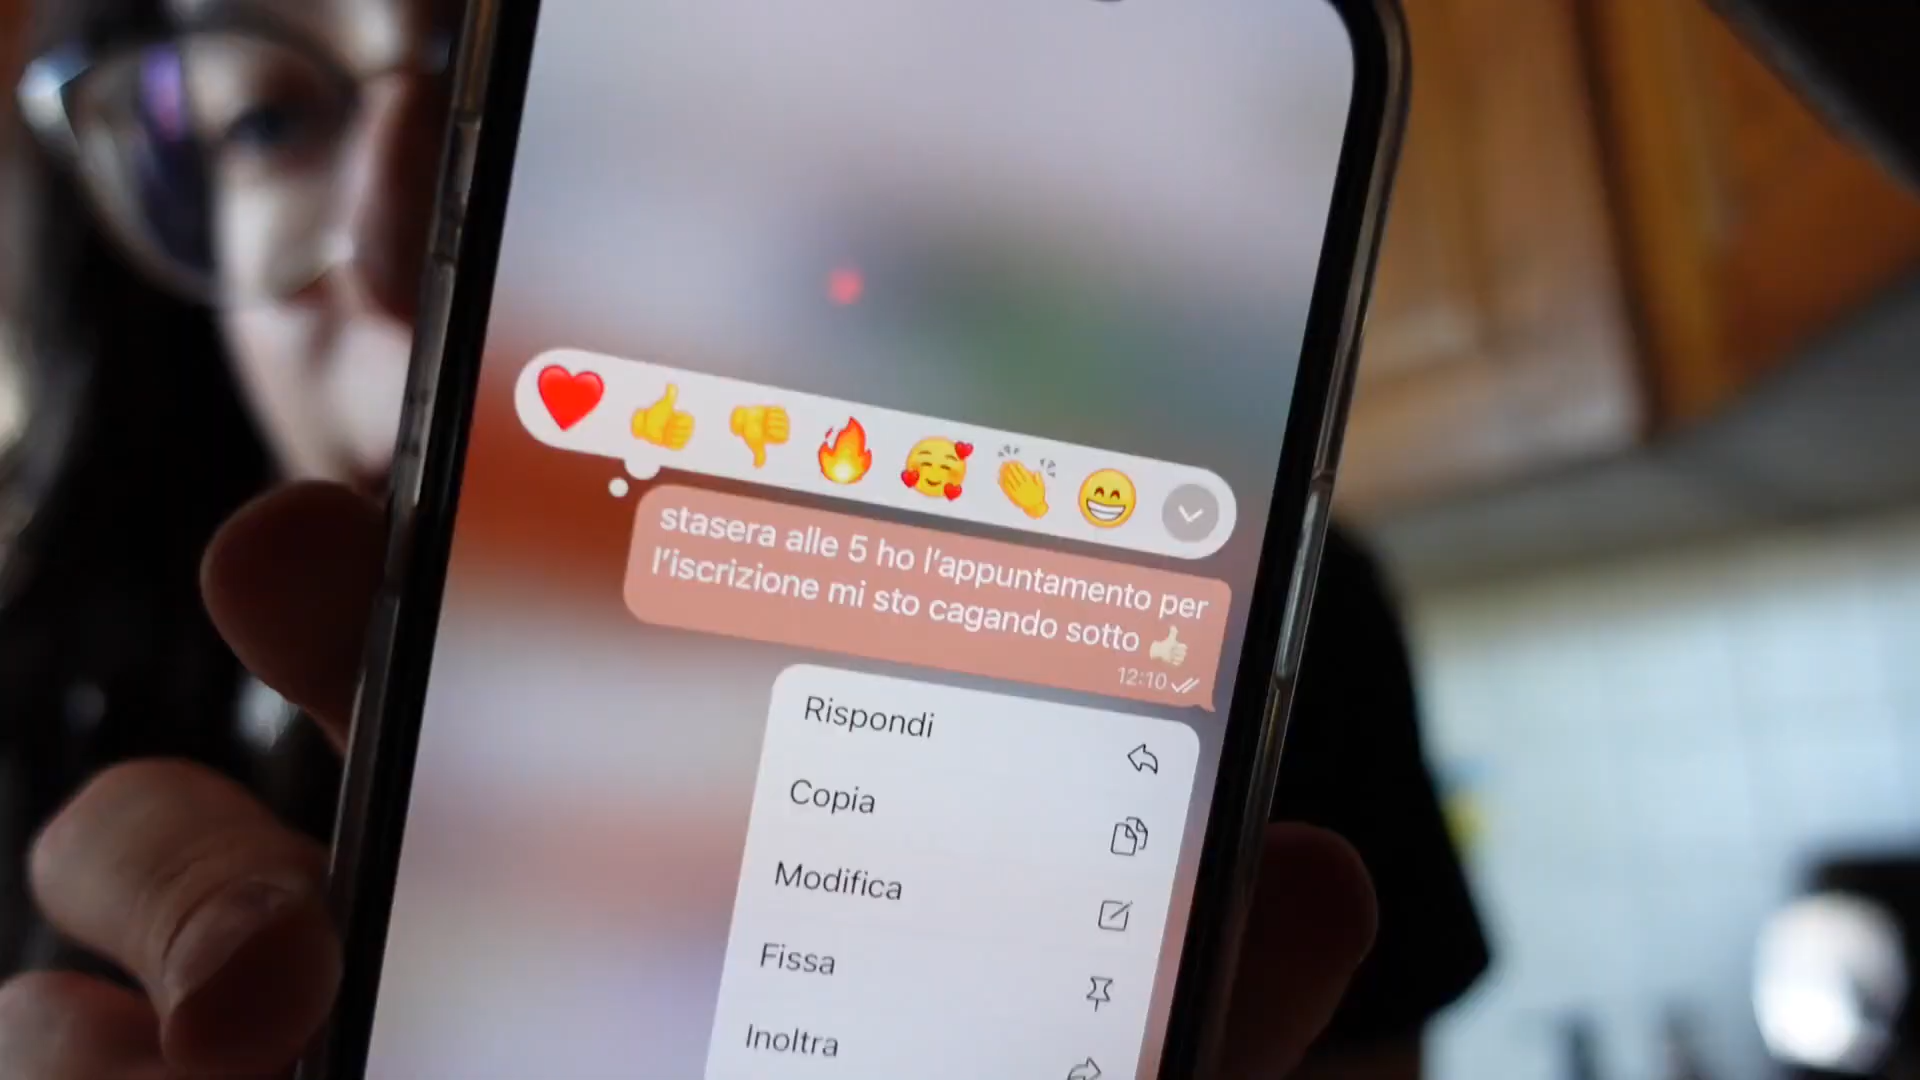 stasera alle 5 ho l'appuntamento per
l'iscrizione mi sto cagando sotto 👍🏻
12:10
Rispondi
Copia
Modifica
Fissa
Inoltra